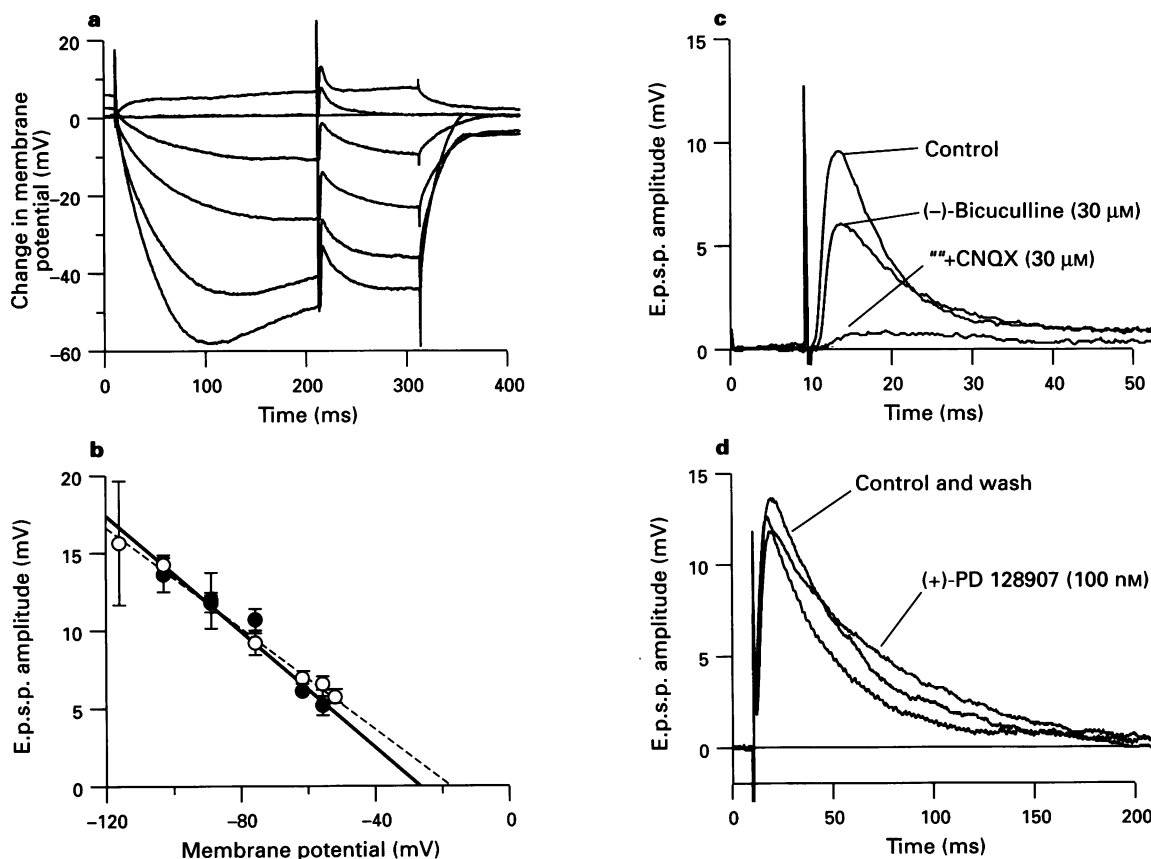 a
20
0
–20
–40
–60
Change in membrane
potential (mV)
0
100
200
300
400
Time (ms)
b
20
15
10
5
0
E.p.s.p. amplitude (mV)
–120
–80
–40
0
Membrane potential (mV)
c
15
10
5
0
E.p.s.p. amplitude (mV)
Control
(–)-Bicuculline (30 μM)
""+CNQX (30 μM)
0
10
20
30
40
50
Time (ms)
d
15
10
5
0
E.p.s.p. amplitude (mV)
Control and wash
(+)-PD 128907 (100 nM)
0
50
100
150
200
Time (ms)